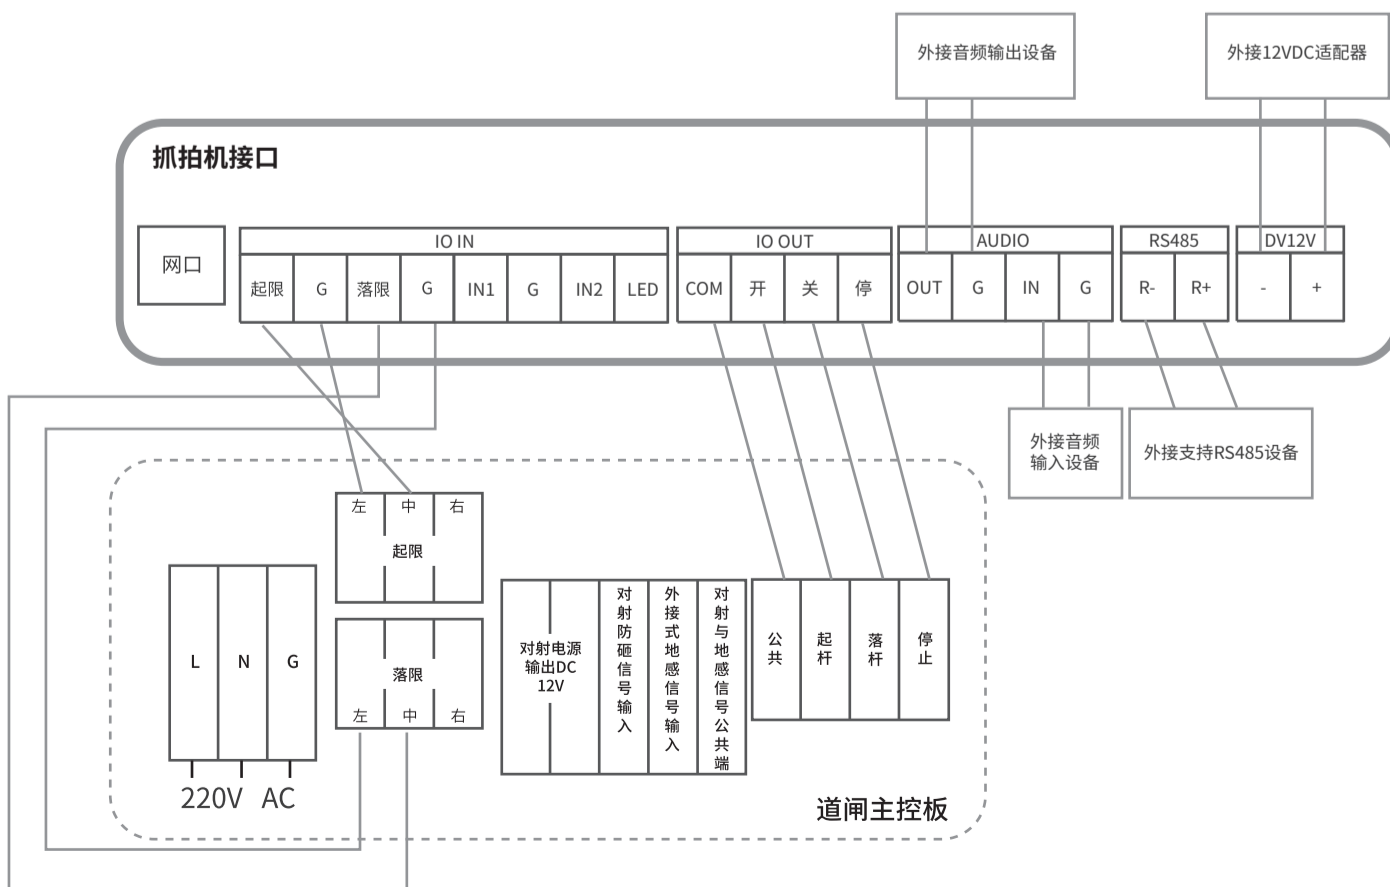 外接音频输出设备
外接12VDC适配器
抓拍机接口
网口
IO IN
起限
G
落限
G
IN1
G
IN2
LED
IO OUT
COM
开
关
停
AUDIO
OUT
G
IN
G
RS485
R-
R+
DV12V
-
+
外接音频
输入设备
外接支持RS485设备
左
中
右
起限
落限
左
中
右
L
N
G
220V AC
对射电源
输出DC
12V
对射防砸信号输入
外接式地感信号输入
对射与地感信号公共端
公共
起杆
落杆
停止
道闸主控板